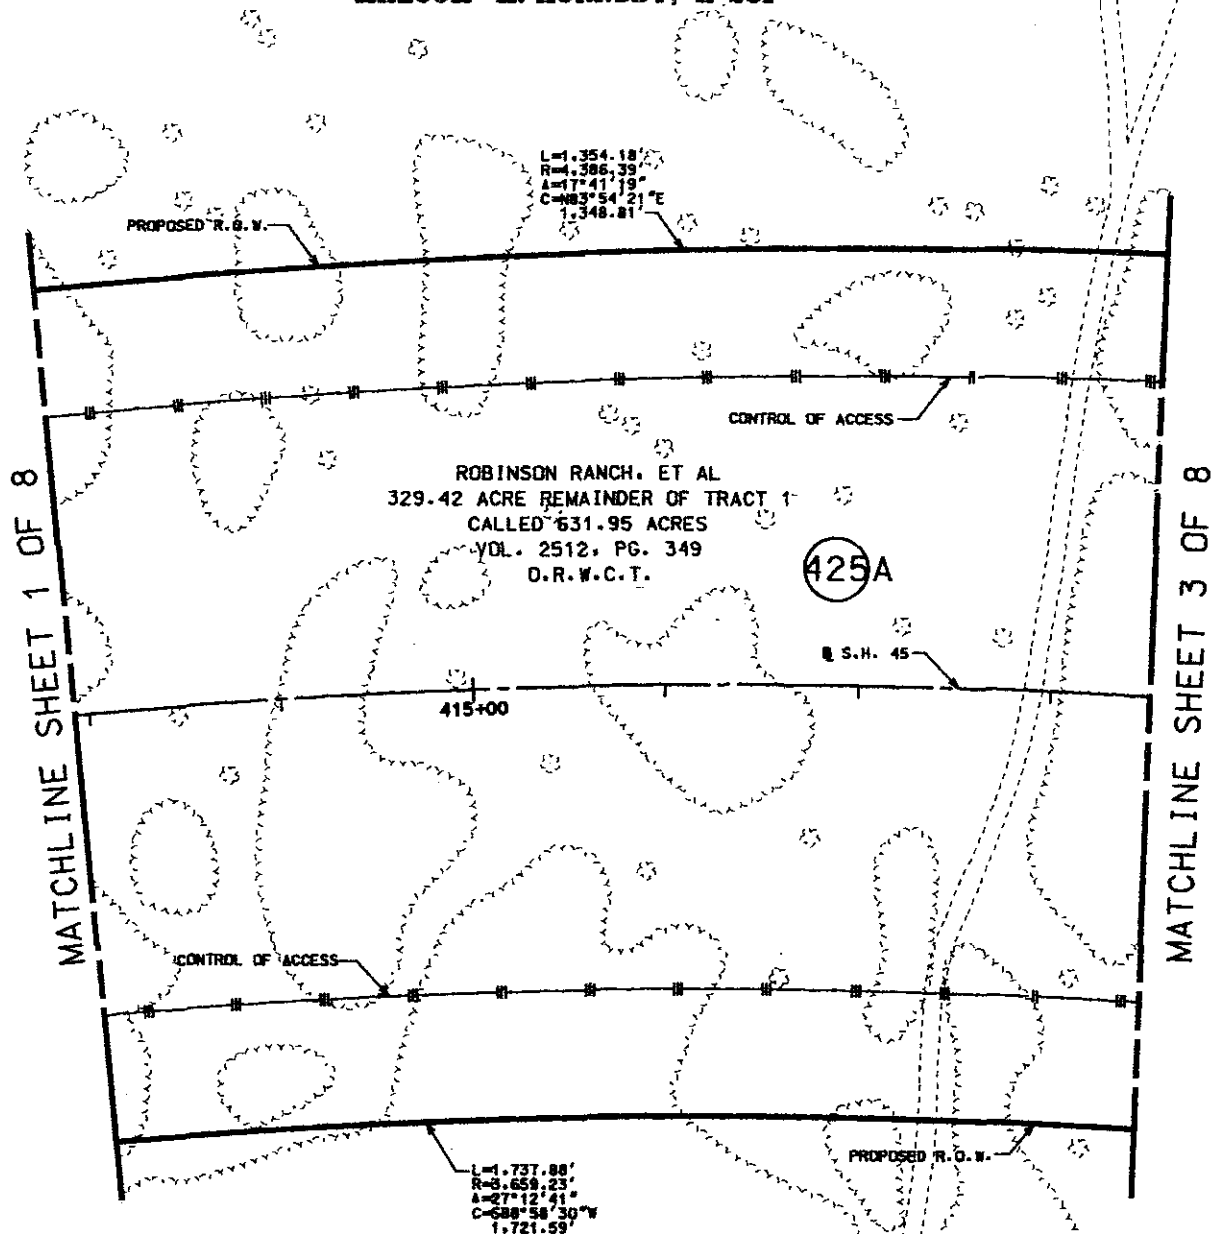 L=1,354.18'
R=4,386.39'
Δ=17°41'19"
C=N83°54'21"E
1,348.81'
PROPOSED R.O.W.
CONTROL OF ACCESS
ROBINSON RANCH, ET AL
329.42 ACRE REMAINDER OF TRACT 1
CALLED 631.95 ACRES
VOL. 2512, PG. 349
O.R.W.C.T.
425A
MATCHLINE SHEET 1 OF 8
MATCHLINE SHEET 3 OF 8
℄ S.H. 45
415+00
CONTROL OF ACCESS
PROPOSED R.O.W.
L=1,737.88'
R=3,659.23'
Δ=27°12'41"
C=S88°58'30"W
1,721.59'